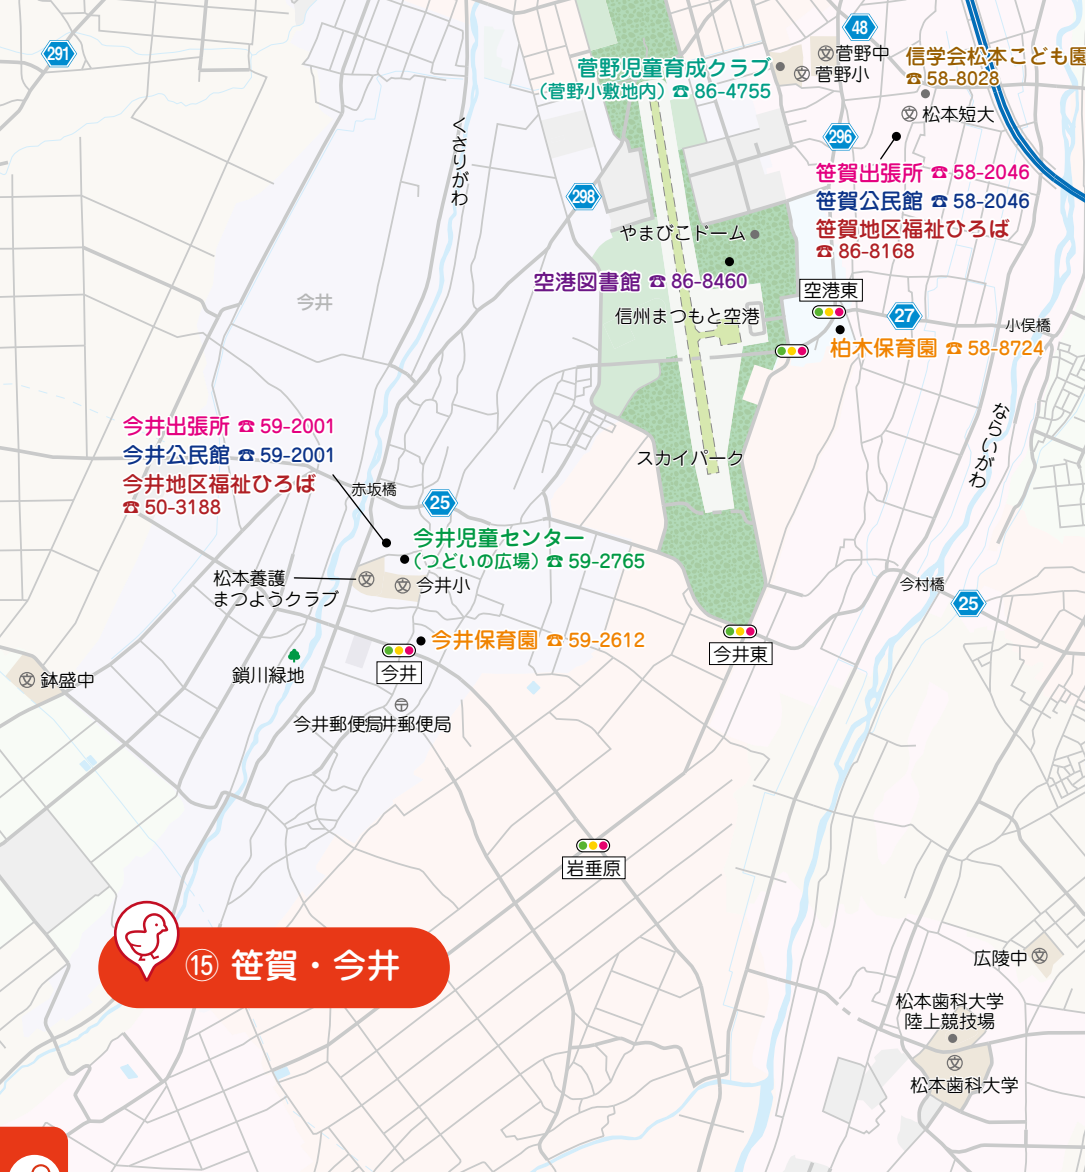 291
48
菅野中
菅野小
菅野児童育成クラブ
（菅野小敷地内）☎ 86-4755
信学会松本こども園
☎ 58-8028
松本短大
296
くさりがわ
298
笹賀出張所 ☎ 58-2046
笹賀公民館 ☎ 58-2046
笹賀地区福祉ひろば
☎ 86-8168
やまびこドーム
空港図書館 ☎ 86-8460
今井
信州まつもと空港
空港東
27
小俣橋
柏木保育園 ☎ 58-8724
ならいがわ
今井出張所 ☎ 59-2001
今井公民館 ☎ 59-2001
今井地区福祉ひろば
☎ 50-3188
スカイパーク
赤坂橋
25
今井児童センター
（つどいの広場）☎ 59-2765
松本養護
まつようクラブ
今井小
今村橋
25
今井保育園 ☎ 59-2612
今井東
今井
鎖川緑地
鉢盛中
今井郵便局
井郵便局
岩垂原
⑮ 笹賀・今井
広陵中
松本歯科大学
陸上競技場
松本歯科大学